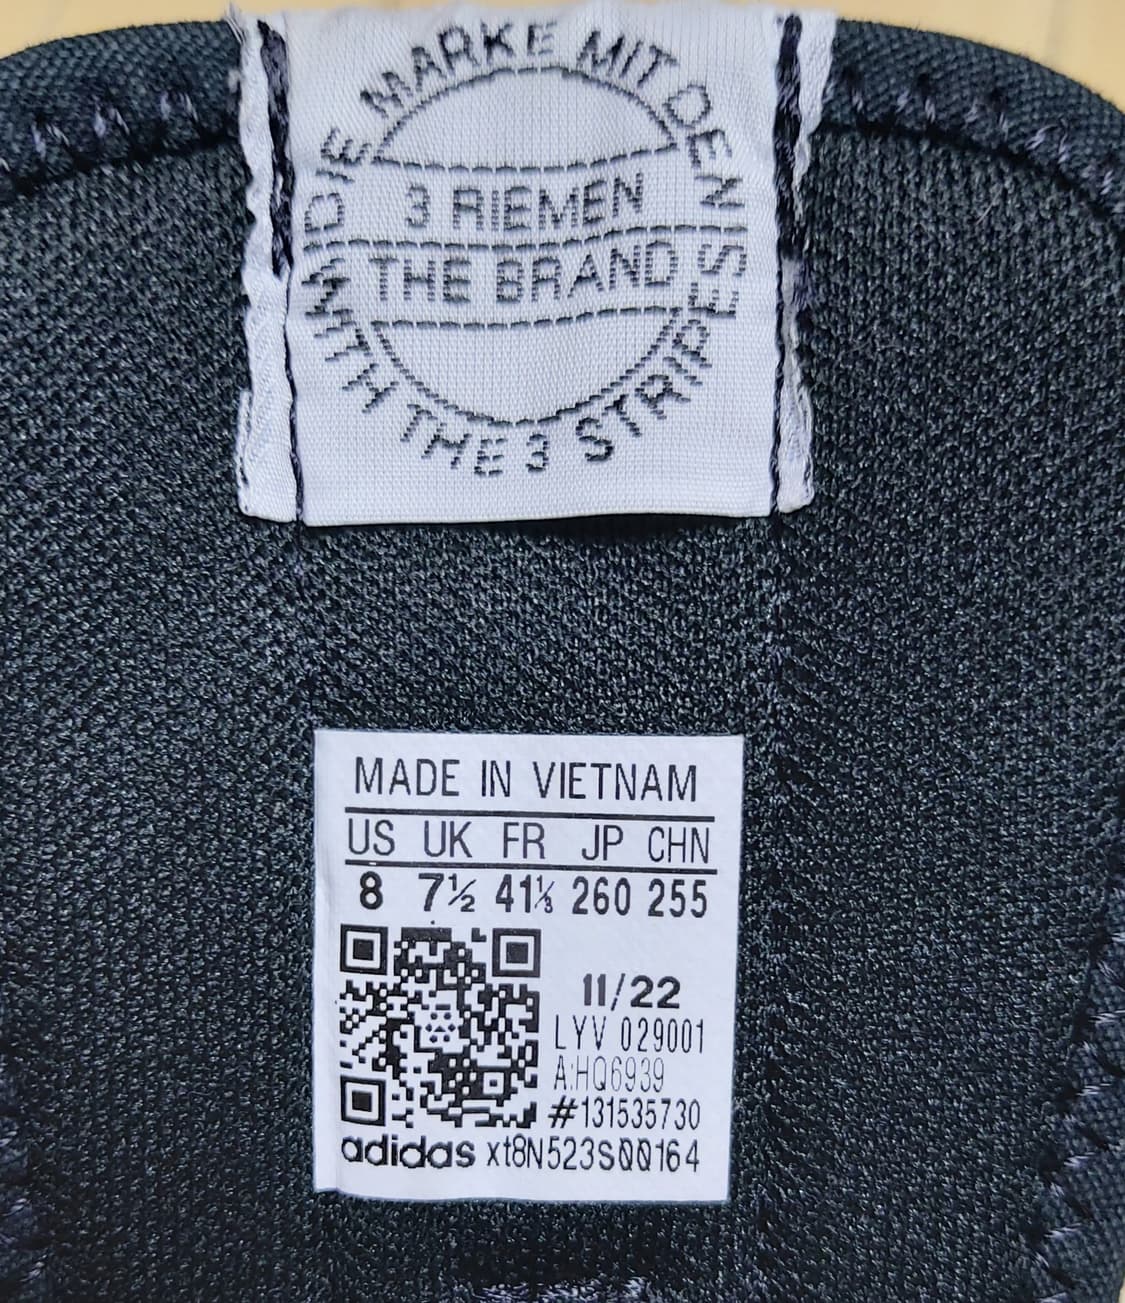 DIE MARKE MIT DEN
3 RIEMEN
THE BRAND
WITH THE 3 STRIPES
MADE IN VIETNAM
US UK FR JP CHN
8 7½ 41⅓ 260 255
11/22
LYV 029001
A:HQ6939
#131535730
adidas xt8N523S00164